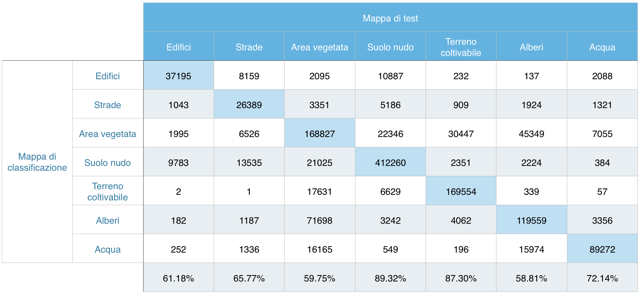 Mappa di test
Edifici Strade Area vegetata Suolo nudo Terreno coltivabile Alberi Acqua
Mappa di classificazione
Edifici 37195 8159 2095 10887 232 137 2088
Strade 1043 26389 3351 5186 909 1924 1321
Area vegetata 1995 6526 168827 22346 30447 45349 7055
Suolo nudo 9783 13535 21025 412260 2351 2224 384
Terreno coltivabile 2 1 17631 6629 169554 339 57
Alberi 182 1187 71698 3242 4062 119559 3356
Acqua 252 1336 16165 549 196 15974 89272
61.18% 65.77% 59.75% 89.32% 87.30% 58.81% 72.14%